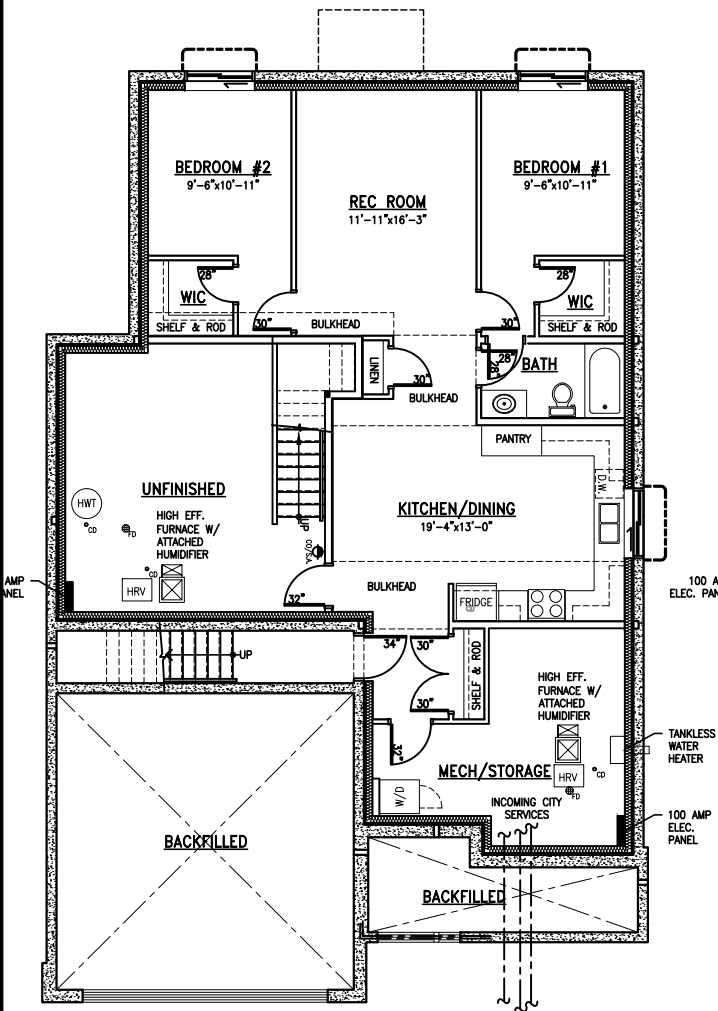 BEDROOM #2
9'-6"x10'-11"
BEDROOM #1
9'-6"x10'-11"
REC ROOM
11'-11"x16'-3"
28"
WIC
SHELF & ROD
30"
BULKHEAD
30"
28"
WIC
SHELF & ROD
LINEN
30"
BULKHEAD
28"
28"
BATH
PANTRY
D.W.
UNFINISHED
HWT
CD
FD
HIGH EFF.
FURNACE W/
ATTACHED
HUMIDIFIER
CD
HRV
UP
CO/S.A.
32"
KITCHEN/DINING
19'-4"x13'-0"
BULKHEAD
FRIDGE
AMP
ANEL
100 A
ELEC. PAN
UP
34"
30"
30"
SHELF & ROD
32"
HIGH EFF.
FURNACE W/
ATTACHED
HUMIDIFIER
MECH/STORAGE
HRV
CD
FD
W/D
INCOMING CITY
SERVICES
TANKLESS
WATER
HEATER
100 AMP
ELEC.
PANEL
BACKFILLED
BACKFILLED